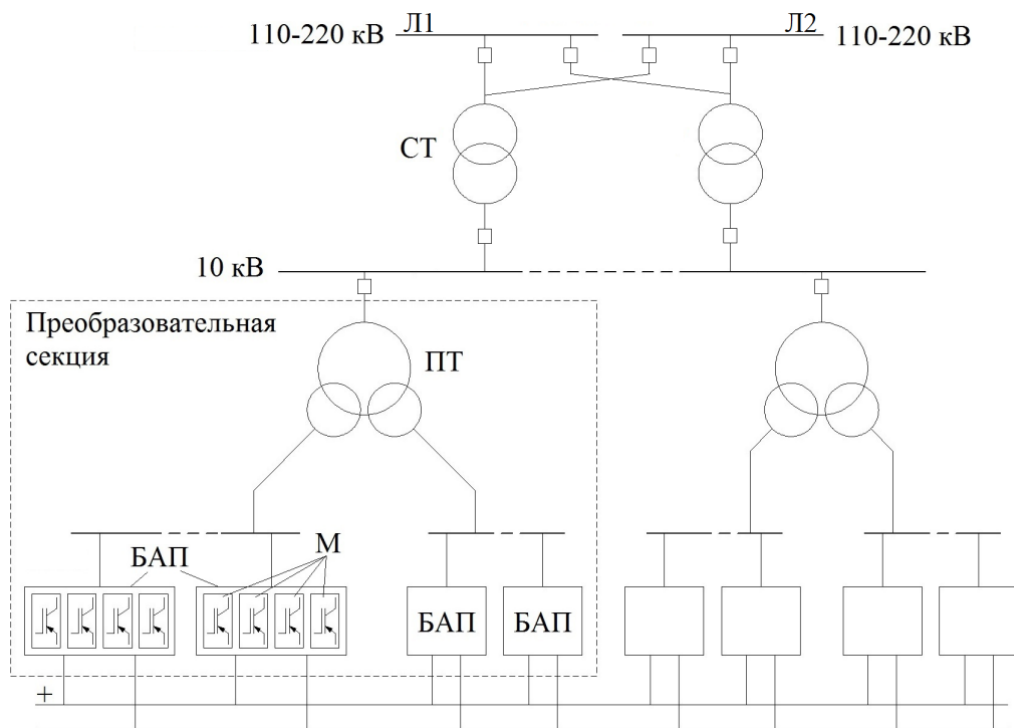 110-220 кВ
Л1
Л2
110-220 кВ
СТ
10 кВ
Преобразовательная
секция
ПТ
БАП
М
БАП
БАП
+